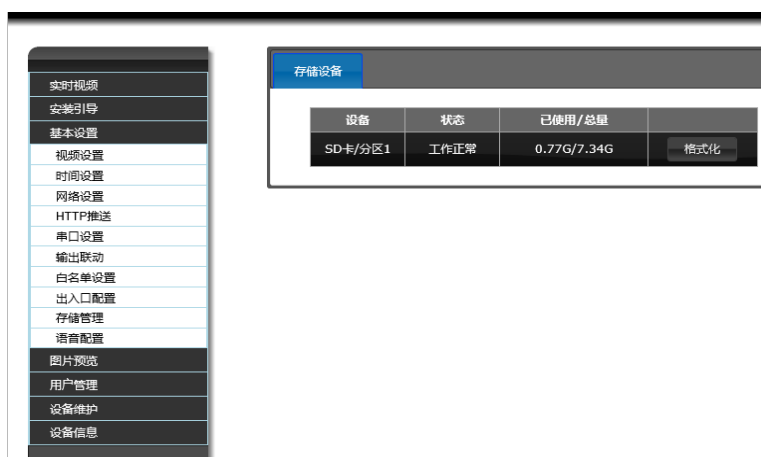 实时视频
安装引导
基本设置
视频设置
时间设置
网络设置
HTTP推送
串口设置
输出联动
白名单设置
出入口配置
存储管理
语音配置
图片预览
用户管理
设备维护
设备信息
存储设备
设备 状态 已使用/总量
SD卡/分区1 工作正常 0.77G/7.34G 格式化